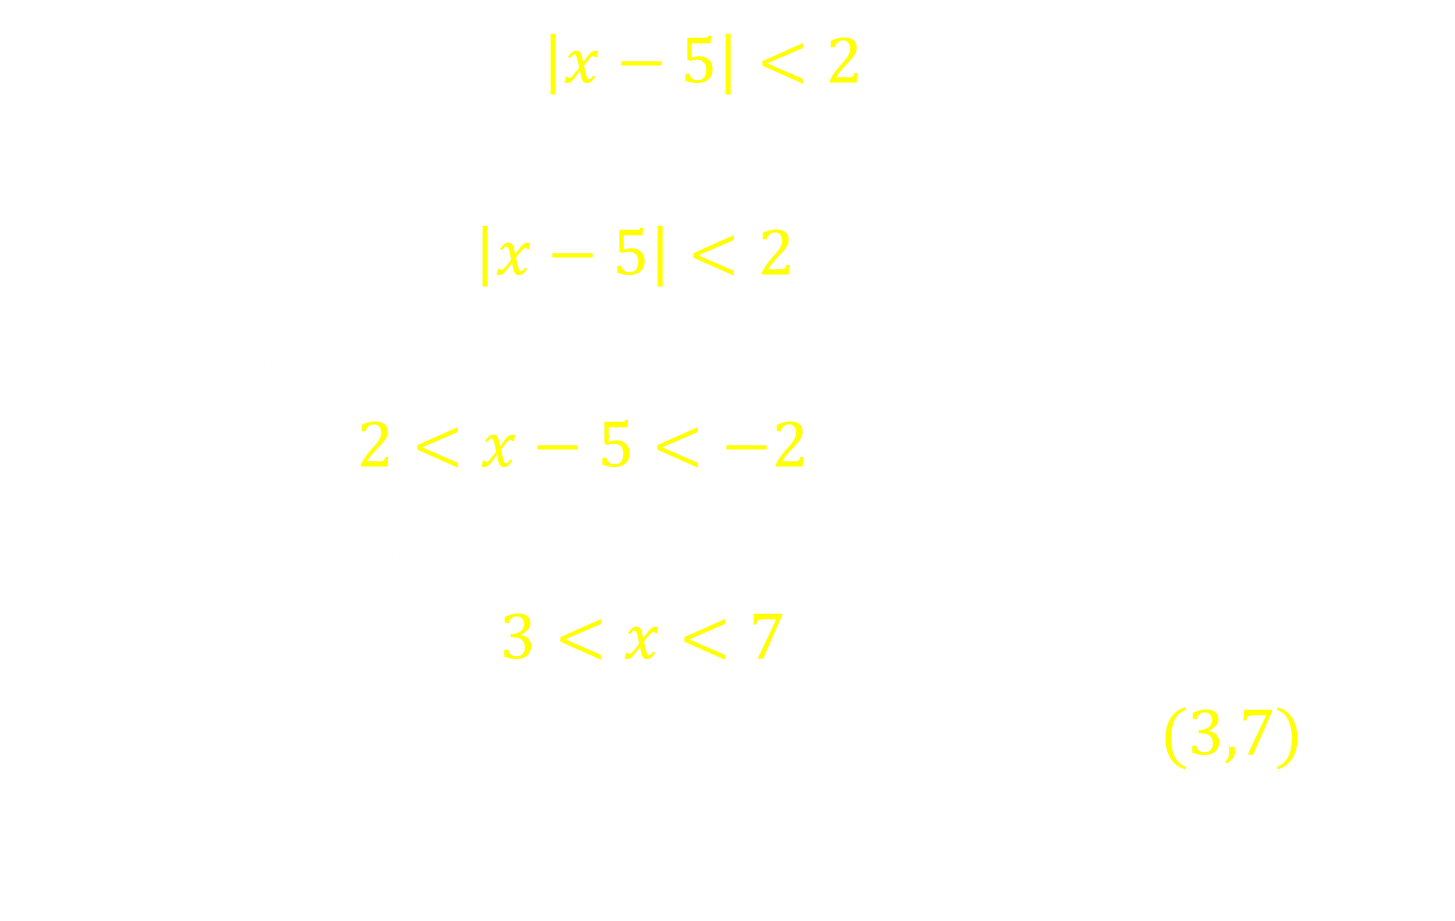 |x − 5| < 2
|x − 5| < 2
2 < x − 5 < −2
3 < x < 7
(3,7)